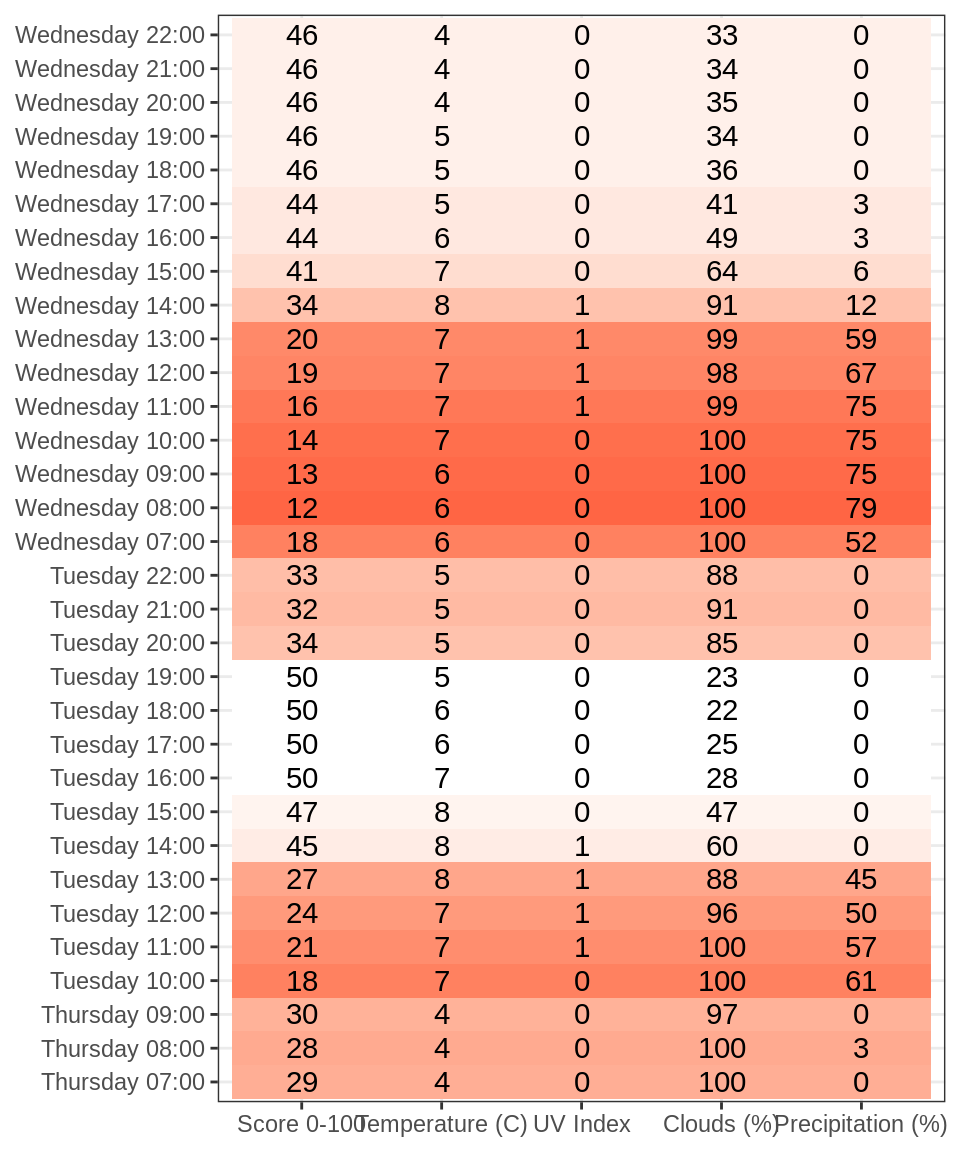 Wednesday 22:00 46 4 0 33 0
Wednesday 21:00 46 4 0 34 0
Wednesday 20:00 46 4 0 35 0
Wednesday 19:00 46 5 0 34 0
Wednesday 18:00 46 5 0 36 0
Wednesday 17:00 44 5 0 41 3
Wednesday 16:00 44 6 0 49 3
Wednesday 15:00 41 7 0 64 6
Wednesday 14:00 34 8 1 91 12
Wednesday 13:00 20 7 1 99 59
Wednesday 12:00 19 7 1 98 67
Wednesday 11:00 16 7 1 99 75
Wednesday 10:00 14 7 0 100 75
Wednesday 09:00 13 6 0 100 75
Wednesday 08:00 12 6 0 100 79
Wednesday 07:00 18 6 0 100 52
Tuesday 22:00 33 5 0 88 0
Tuesday 21:00 32 5 0 91 0
Tuesday 20:00 34 5 0 85 0
Tuesday 19:00 50 5 0 23 0
Tuesday 18:00 50 6 0 22 0
Tuesday 17:00 50 6 0 25 0
Tuesday 16:00 50 7 0 28 0
Tuesday 15:00 47 8 0 47 0
Tuesday 14:00 45 8 1 60 0
Tuesday 13:00 27 8 1 88 45
Tuesday 12:00 24 7 1 96 50
Tuesday 11:00 21 7 1 100 57
Tuesday 10:00 18 7 0 100 61
Thursday 09:00 30 4 0 97 0
Thursday 08:00 28 4 0 100 3
Thursday 07:00 29 4 0 100 0
Score 0-100 Temperature (C) UV Index Clouds (%) Precipitation (%)